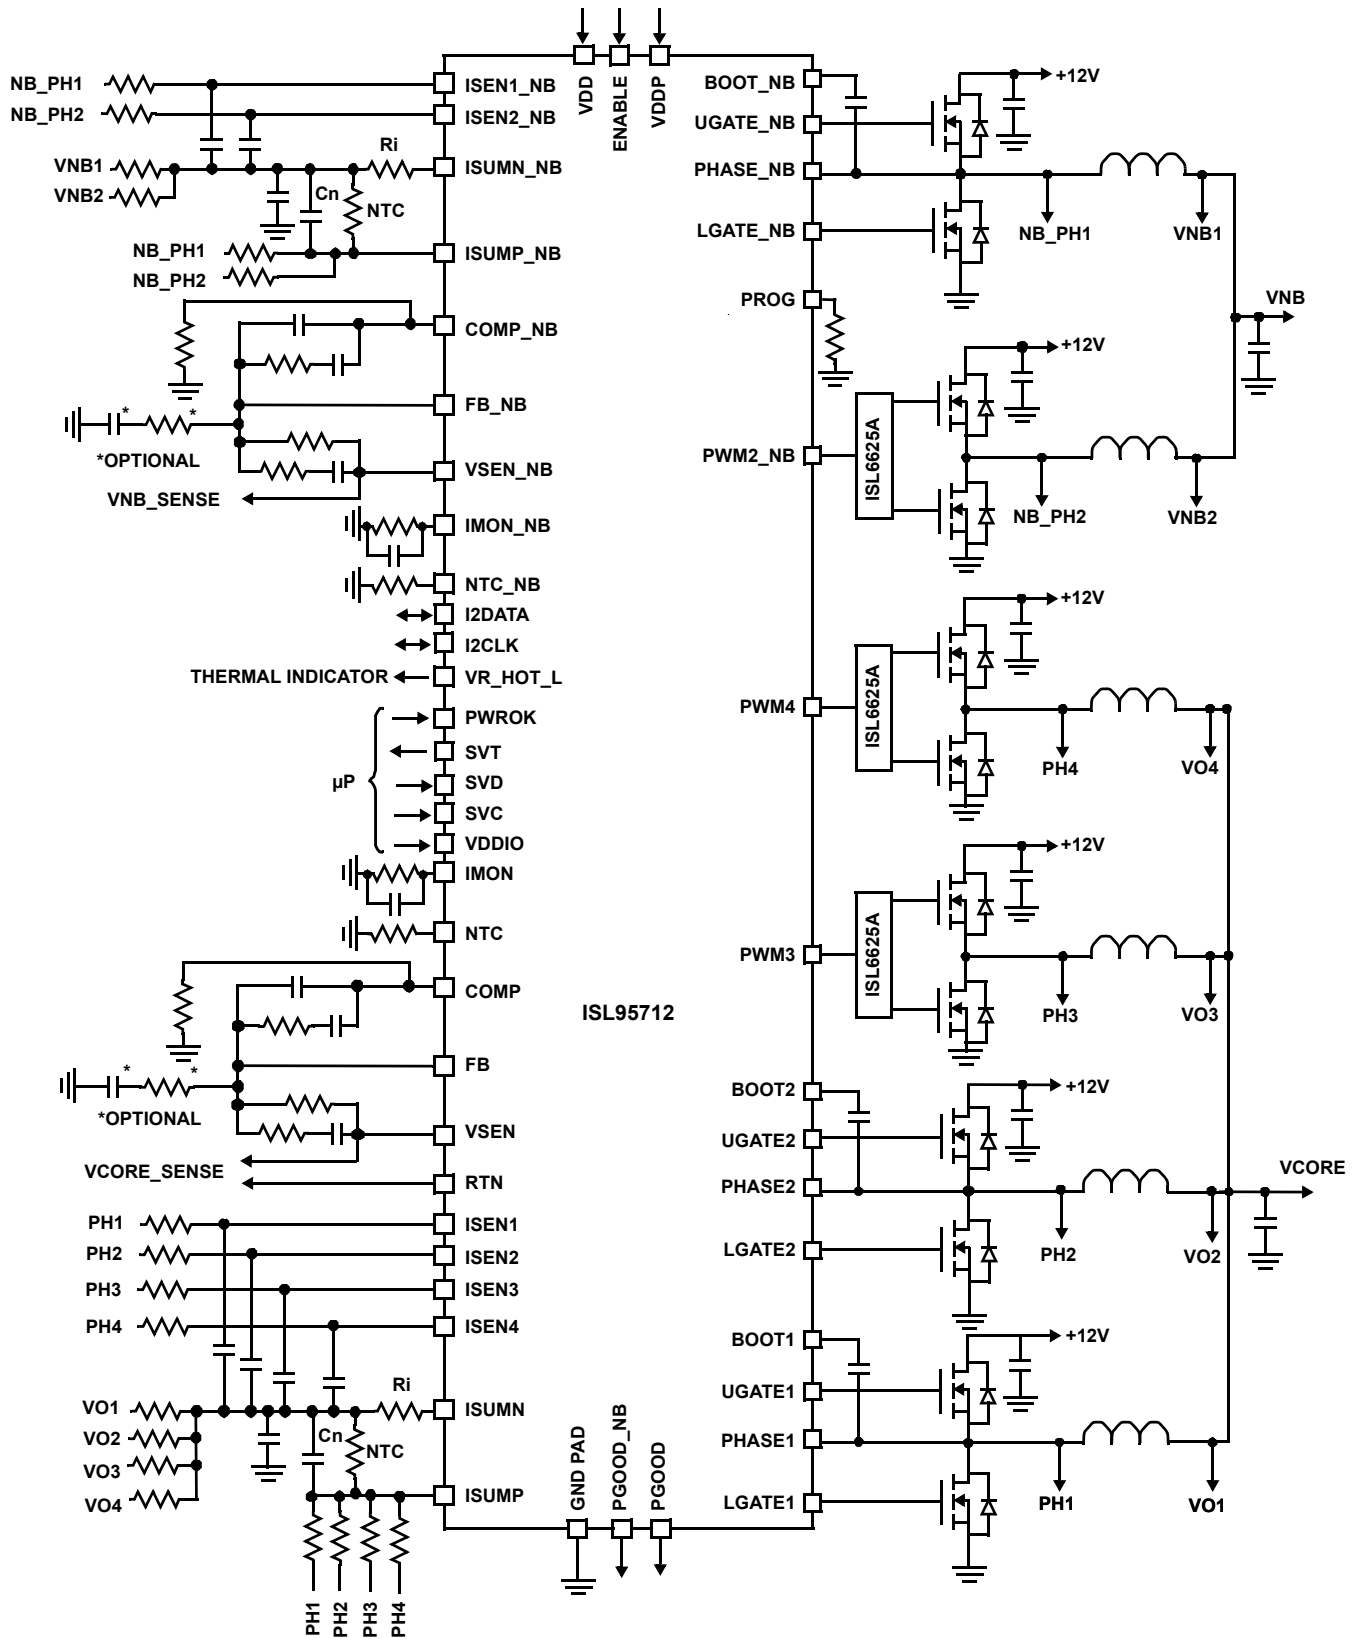 VDD
ENABLE
VDDP
NB_PH1
NB_PH2
VNB1
VNB2
Ri
Cn
NTC
NB_PH1
NB_PH2
ISEN1_NB
ISEN2_NB
ISUMN_NB
ISUMP_NB
COMP_NB
FB_NB
* *
*OPTIONAL
VSEN_NB
VNB_SENSE
IMON_NB
NTC_NB
I2DATA
I2CLK
THERMAL INDICATOR
VR_HOT_L
µP
PWROK
SVT
SVD
SVC
VDDIO
IMON
NTC
COMP
FB
* *
*OPTIONAL
VSEN
VCORE_SENSE
RTN
PH1
PH2
PH3
PH4
ISEN1
ISEN2
ISEN3
ISEN4
VO1
VO2
VO3
VO4
Ri
Cn
NTC
ISUMN
ISUMP
PH1
PH2
PH3
PH4
GND PAD
PGOOD_NB
PGOOD
ISL95712
BOOT_NB
UGATE_NB
PHASE_NB
LGATE_NB
PROG
PWM2_NB
PWM4
PWM3
BOOT2
UGATE2
PHASE2
LGATE2
BOOT1
UGATE1
PHASE1
LGATE1
+12V
NB_PH1
VNB1
VNB
+12V
ISL6625A
NB_PH2
VNB2
+12V
ISL6625A
PH4
VO4
+12V
ISL6625A
PH3
VO3
+12V
PH2
VO2
VCORE
+12V
PH1
VO1